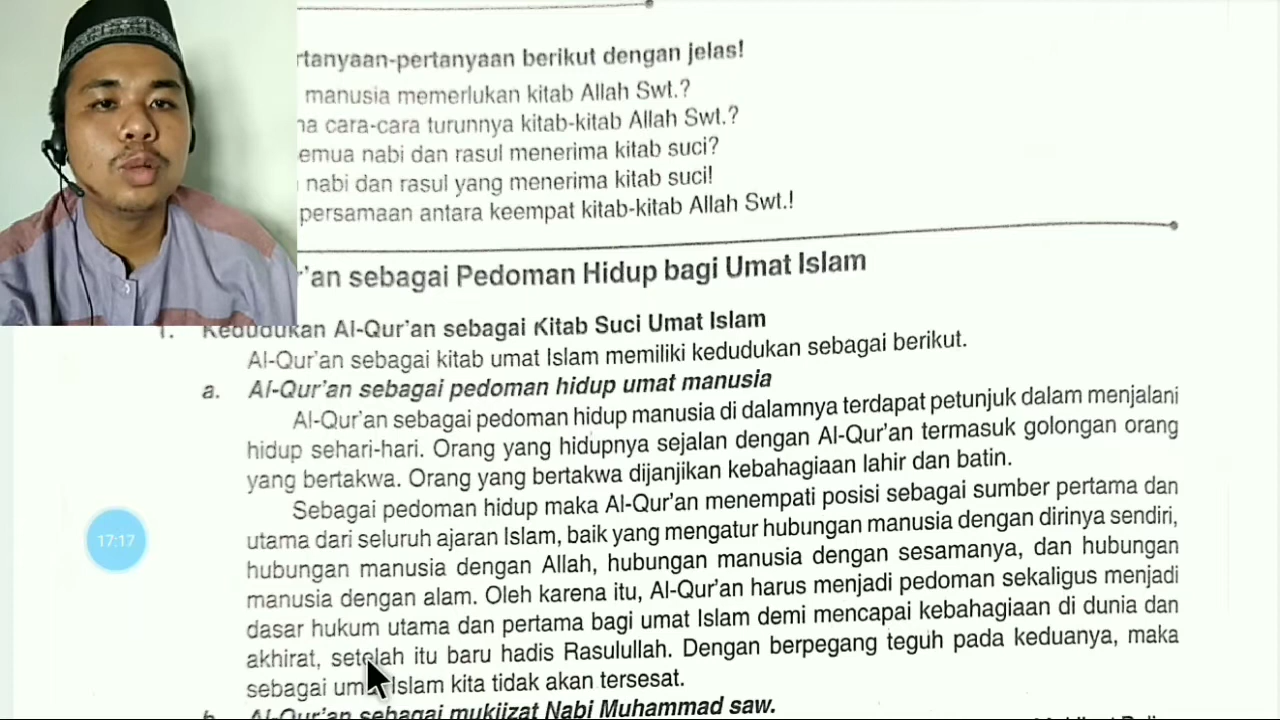 rtanyaan-pertanyaan berikut dengan jelas!
manusia memerlukan kitab Allah Swt.?
na cara-cara turunnya kitab-kitab Allah Swt.?
emua nabi dan rasul menerima kitab suci?
nabi dan rasul yang menerima kitab suci!
persamaan antara keempat kitab-kitab Allah Swt.!
r'an sebagai Pedoman Hidup bagi Umat Islam
1. Kedudukan Al-Qur'an sebagai Kitab Suci Umat Islam
Al-Qur'an sebagai kitab umat Islam memiliki kedudukan sebagai berikut.
a. Al-Qur'an sebagai pedoman hidup umat manusia
Al-Qur'an sebagai pedoman hidup manusia di dalamnya terdapat petunjuk dalam menjalani
hidup sehari-hari. Orang yang hidupnya sejalan dengan Al-Qur'an termasuk golongan orang
yang bertakwa. Orang yang bertakwa dijanjikan kebahagiaan lahir dan batin.
Sebagai pedoman hidup maka Al-Qur'an menempati posisi sebagai sumber pertama dan
utama dari seluruh ajaran Islam, baik yang mengatur hubungan manusia dengan dirinya sendiri,
hubungan manusia dengan Allah, hubungan manusia dengan sesamanya, dan hubungan
manusia dengan alam. Oleh karena itu, Al-Qur'an harus menjadi pedoman sekaligus menjadi
dasar hukum utama dan pertama bagi umat Islam demi mencapai kebahagiaan di dunia dan
akhirat, setelah itu baru hadis Rasulullah. Dengan berpegang teguh pada keduanya, maka
sebagai umat Islam kita tidak akan tersesat.
b. Al-Qur'an sebagai mukjizat Nabi Muhammad saw.
17:17